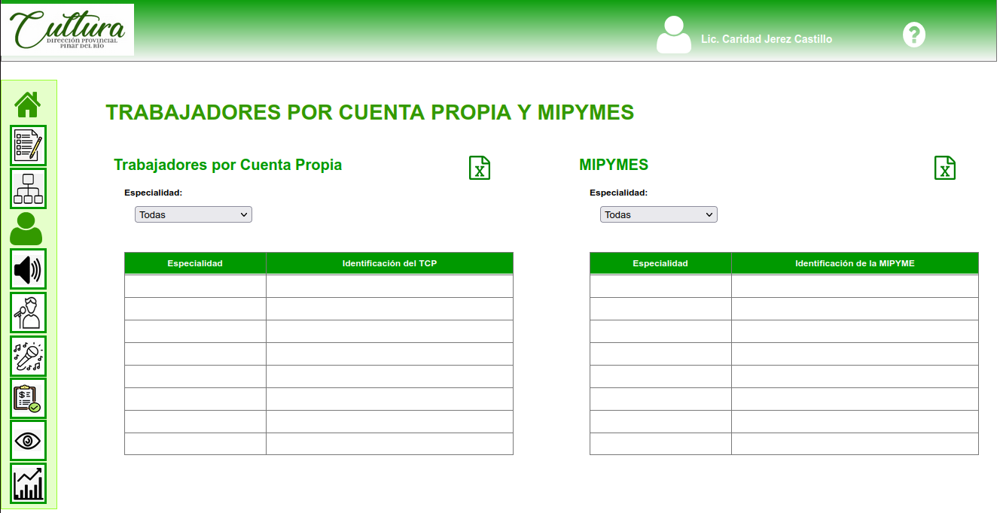 Cultura
DIRECCIÓN PROVINCIAL
PINAR DEL RÍO
Lic. Caridad Jerez Castillo
?
TRABAJADORES POR CUENTA PROPIA Y MIPYMES
Trabajadores por Cuenta Propia
X
Especialidad:
Todas
Especialidad Identificación del TCP
MIPYMES
X
Especialidad:
Todas
Especialidad Identificación de la MIPYME